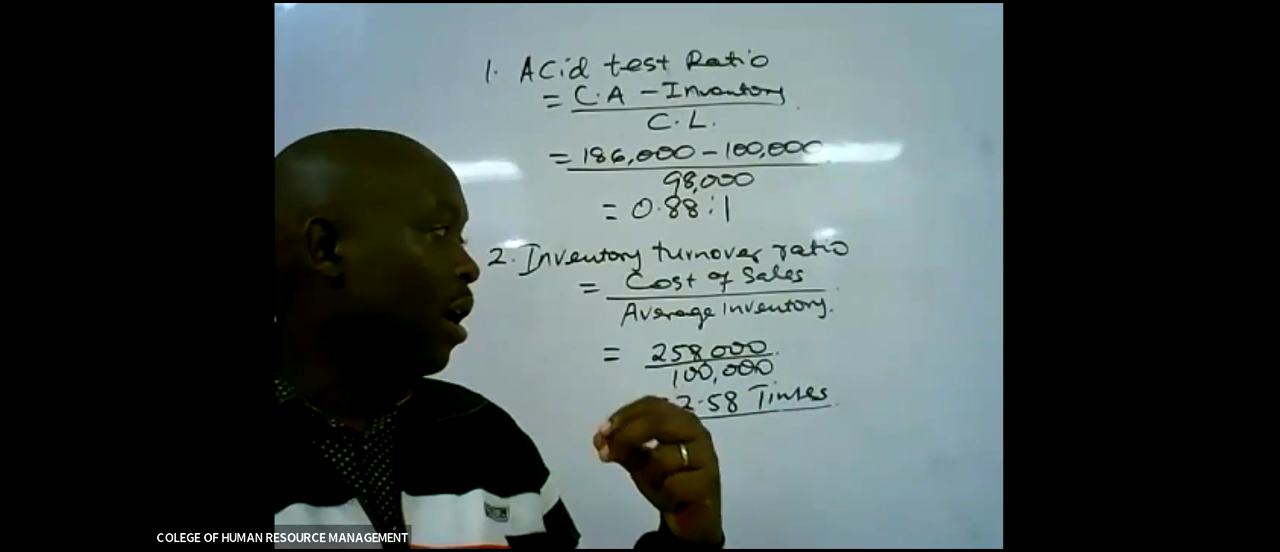 1. Acid test Ratio
= C.A - Inventory
C.L.
= 186,000 - 100,000
98,000
= 0.88:1
2. Inventory turnover ratio
= Cost of Sales
Average inventory.
= 258,000
100,000
2.58 Times
COLEGE OF HUMAN RESOURCE MANAGEMENT